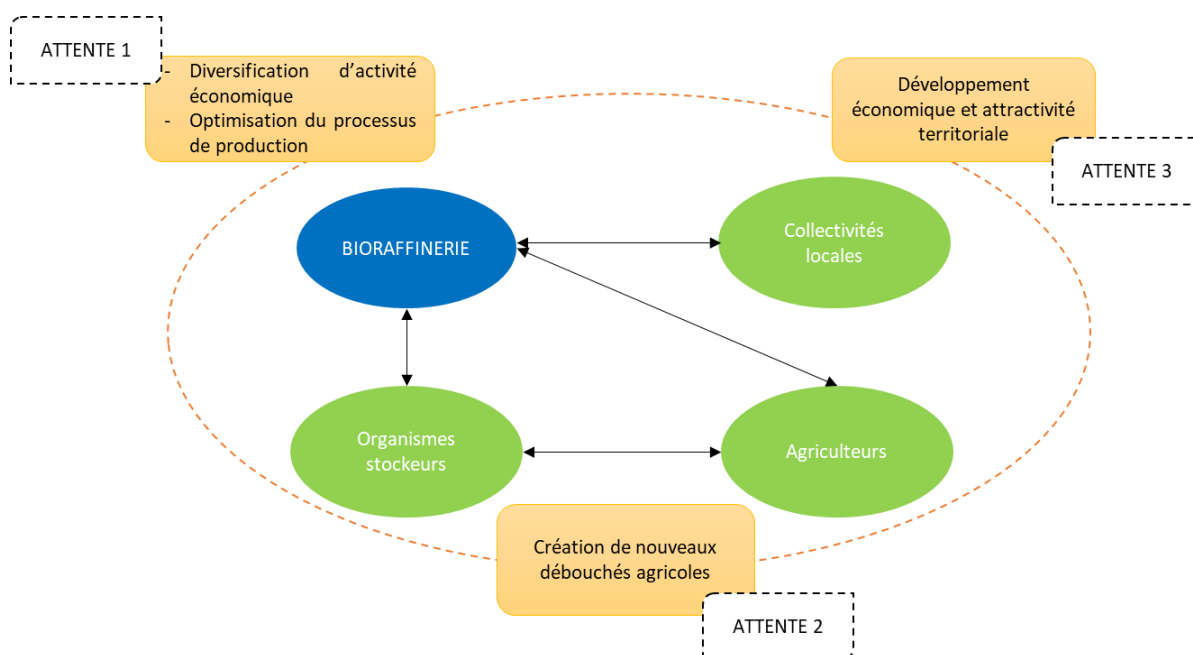 ATTENTE 1
- Diversification d'activité
économique
- Optimisation du processus
de production
Développement
économique et attractivité
territoriale
ATTENTE 3
BIORAFFINERIE
Collectivités
locales
Organismes
stockeurs
Agriculteurs
Création de nouveaux
débouchés agricoles
ATTENTE 2